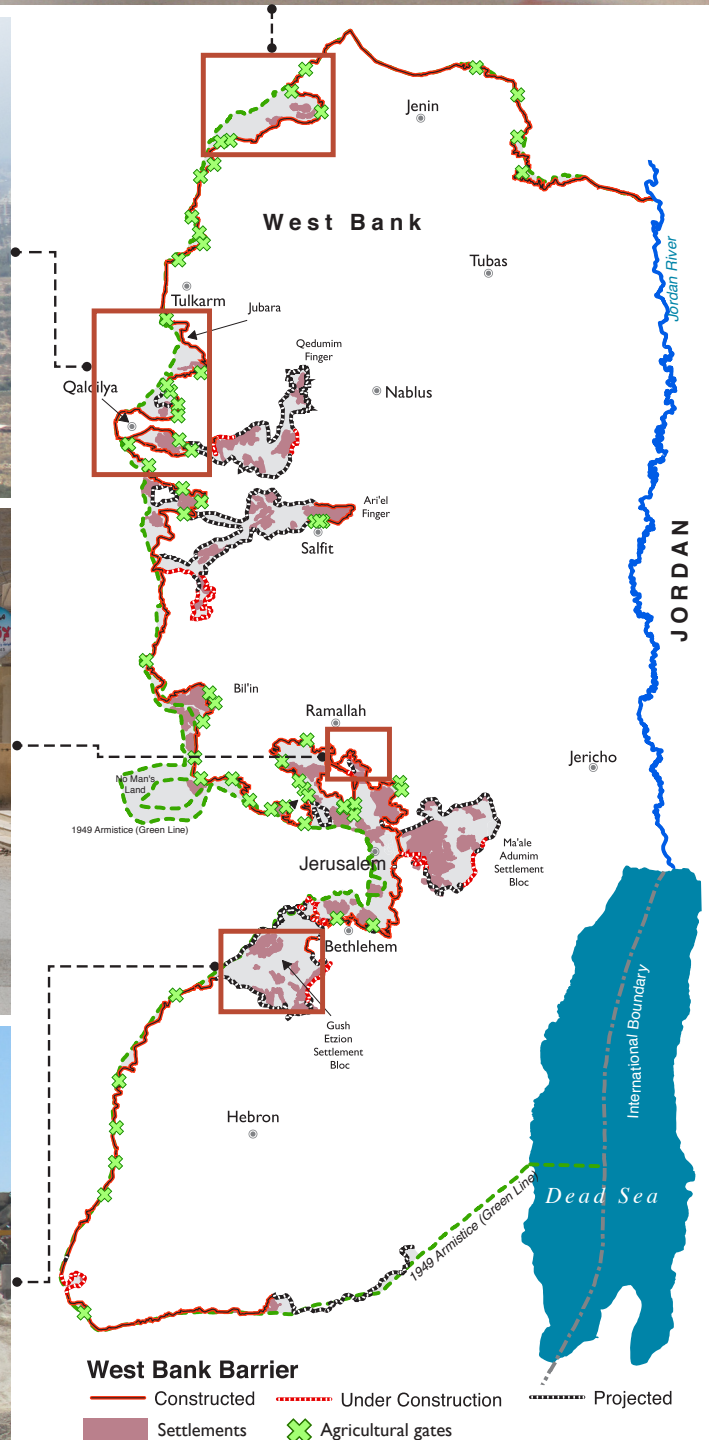 Jenin
West Bank
Jordan River
Tubas
Tulkarm
Jubara
Qedumim
Finger
Qalqilya
Nablus
Ari'el
Finger
Salfit
JORDAN
Bil'in
Ramallah
Jericho
No Man's
Land
1949 Armistice (Green Line)
Jerusalem
Ma'ale
Adumim
Settlement
Bloc
Bethlehem
Gush
Etzion
Settlement
Bloc
International Boundary
Hebron
Dead Sea
1949 Armistice (Green Line)
West Bank Barrier
Constructed
Under Construction
Projected
Settlements
Agricultural gates